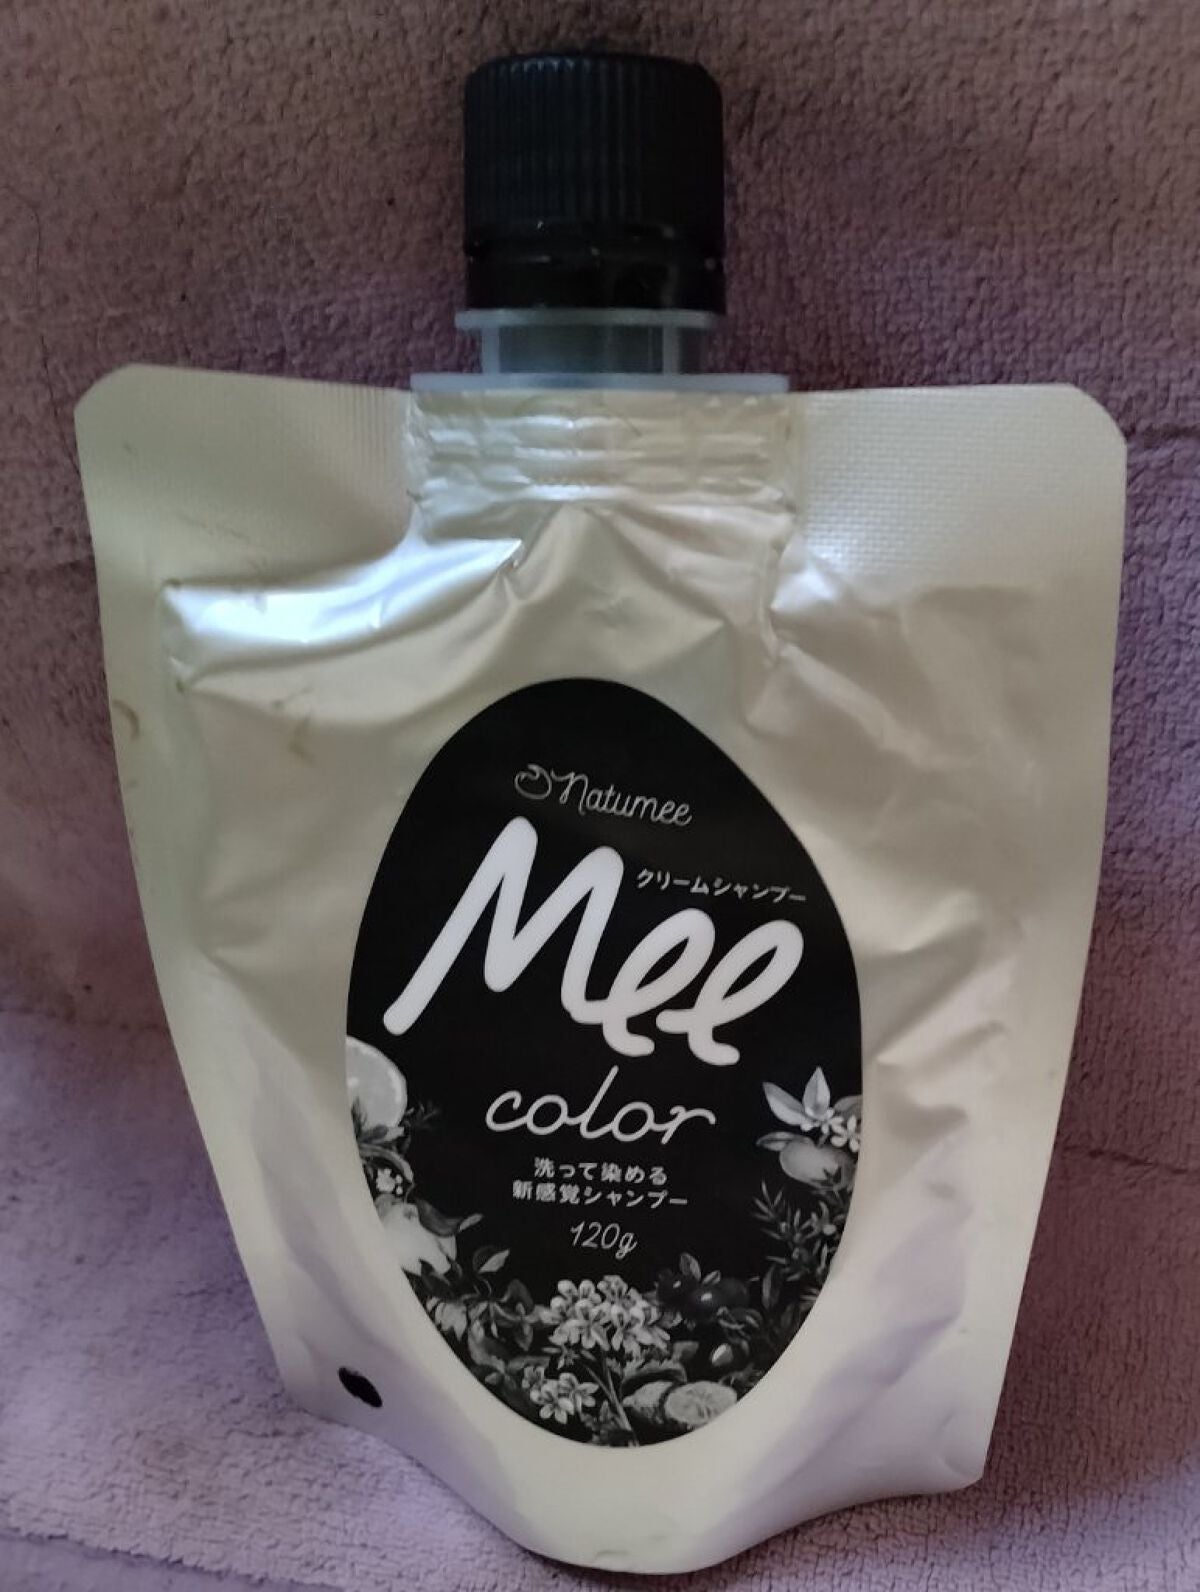 Natumee
クリームシャンプー
Mee
color
洗って染める
新感覚シャンプー
120g